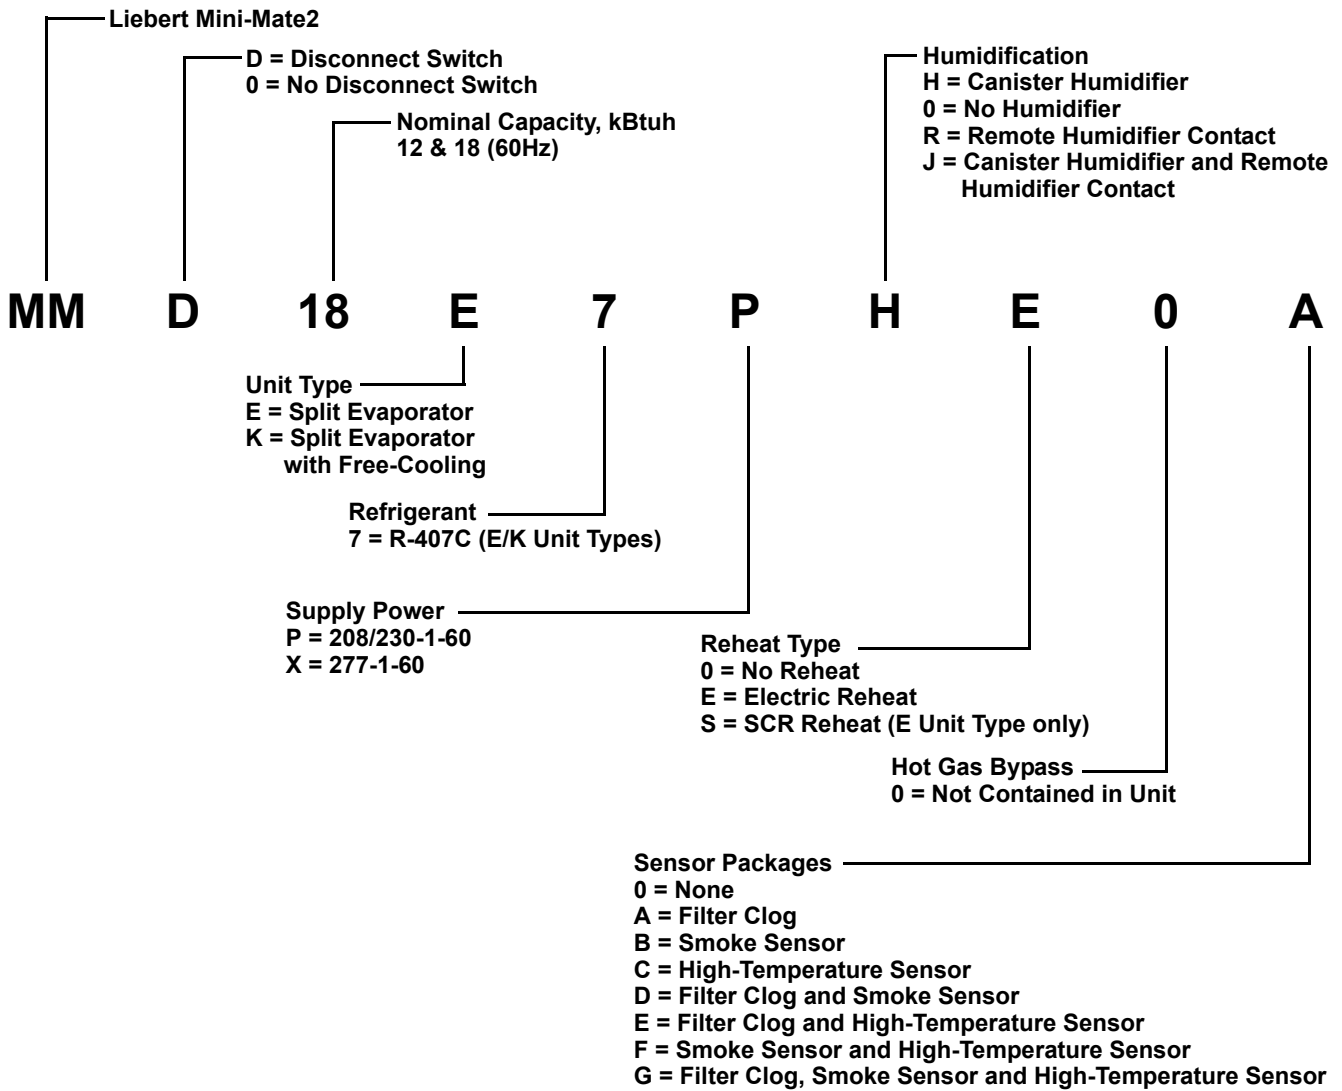 Liebert Mini-Mate2
D = Disconnect Switch
0 = No Disconnect Switch
Nominal Capacity, kBtuh
12 & 18 (60Hz)
Humidification
H = Canister Humidifier
0 = No Humidifier
R = Remote Humidifier Contact
J = Canister Humidifier and Remote
Humidifier Contact
MM D 18 E 7 P H E 0 A
Unit Type
E = Split Evaporator
K = Split Evaporator
with Free-Cooling
Refrigerant
7 = R-407C (E/K Unit Types)
Supply Power
P = 208/230-1-60
X = 277-1-60
Reheat Type
0 = No Reheat
E = Electric Reheat
S = SCR Reheat (E Unit Type only)
Hot Gas Bypass
0 = Not Contained in Unit
Sensor Packages
0 = None
A = Filter Clog
B = Smoke Sensor
C = High-Temperature Sensor
D = Filter Clog and Smoke Sensor
E = Filter Clog and High-Temperature Sensor
F = Smoke Sensor and High-Temperature Sensor
G = Filter Clog, Smoke Sensor and High-Temperature Sensor